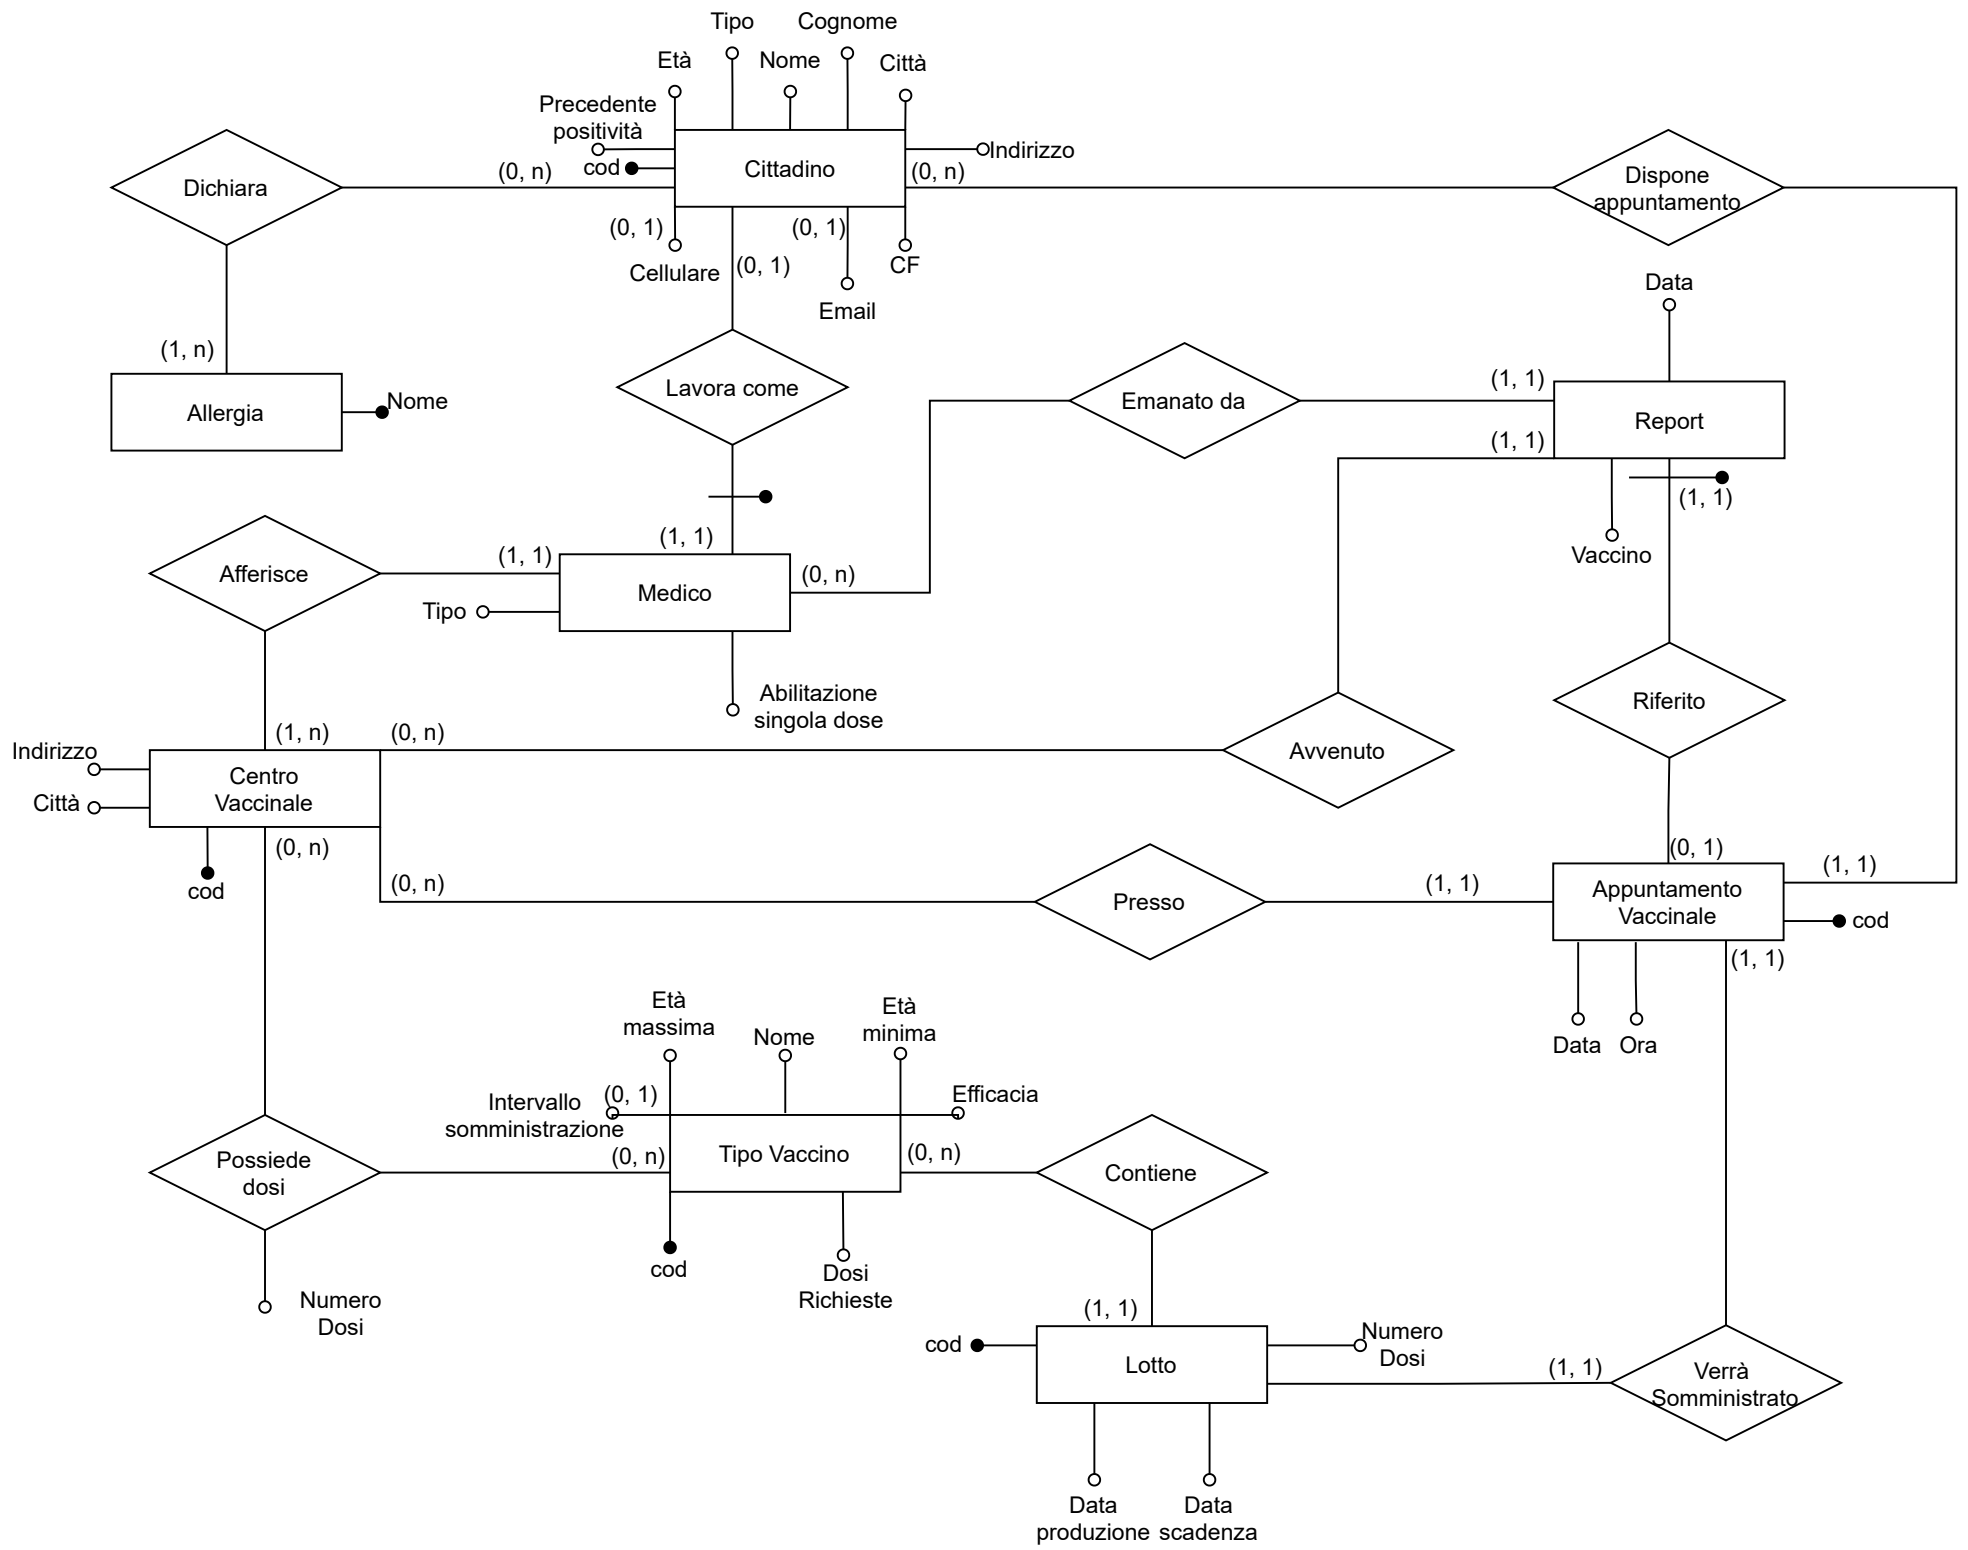 Tipo
Cognome
Età
Nome
Città
Precedente
positività
cod
Cittadino
Indirizzo
(0, n)
(0, n)
Dichiara
Dispone
appuntamento
(0, 1)
(0, 1)
Cellulare
(0, 1)
CF
Email
Data
(1, n)
Allergia
Nome
Lavora come
Emanato da
(1, 1)
Report
(1, 1)
(1, 1)
Vaccino
Afferisce
(1, 1)
(1, 1)
Medico
(0, n)
Tipo
Abilitazione
singola dose
Riferito
(1, n)
(0, n)
Avvenuto
Indirizzo
Città
Centro
Vaccinale
(0, n)
cod
(0, n)
Presso
(1, 1)
(0, 1)
(1, 1)
Appuntamento
Vaccinale
cod
(1, 1)
Data
Ora
Età
massima
Nome
Età
minima
Intervallo
somministrazione
(0, 1)
Efficacia
(0, n)
Tipo Vaccino
(0, n)
Contiene
Possiede
dosi
cod
Dosi
Richieste
Numero
Dosi
(1, 1)
cod
Lotto
Numero
Dosi
(1, 1)
Verrà
Somministrato
Data
produzione
Data
scadenza